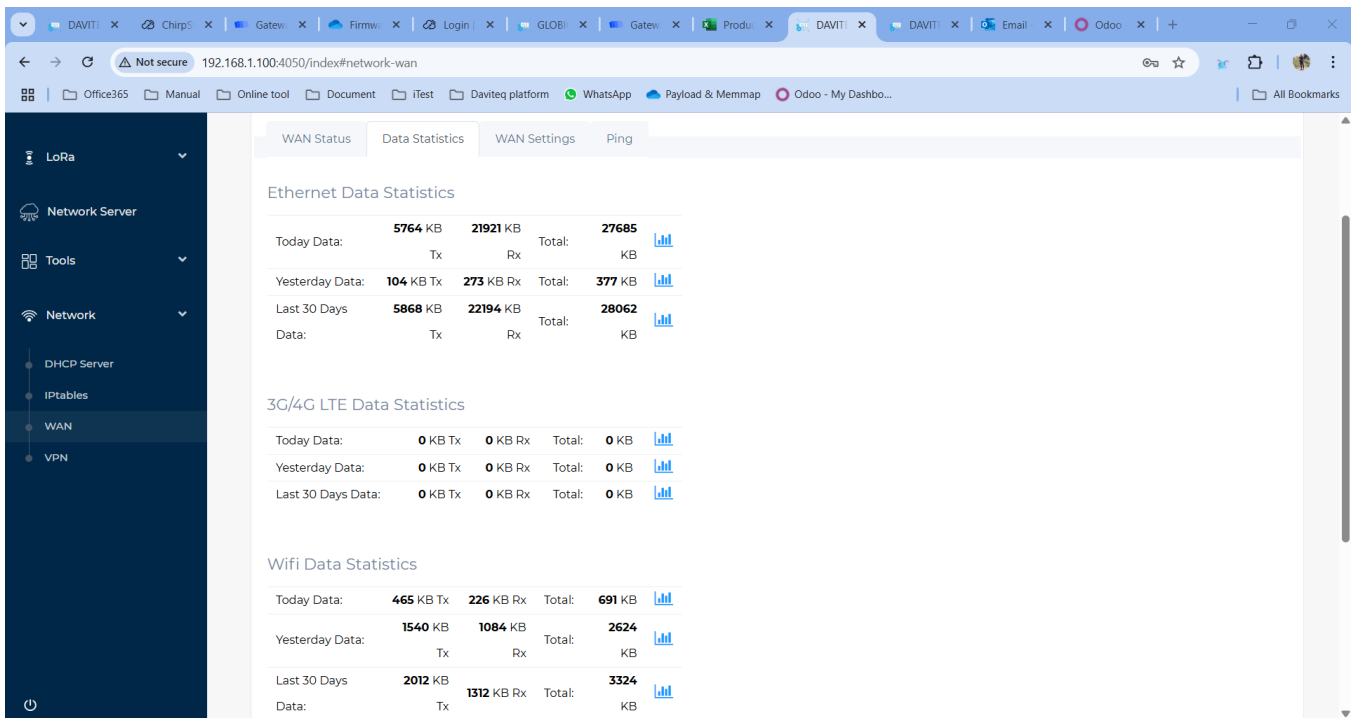 DAVITE
ChirpS
Gatew
Firmwa
Login
GLOBI
Gatew
Produc
DAVITE
DAVITE
Email
Odoo
Not secure 192.168.1.100:4050/index#network-wan
Office365 Manual Online tool Document iTest Daviteq platform WhatsApp Payload & Memmap Odoo - My Dashbo... All Bookmarks
LoRa
Network Server
Tools
Network
DHCP Server
IPtables
WAN
VPN
WAN Status Data Statistics WAN Settings Ping
Ethernet Data Statistics
Today Data: 5764 KB Tx 21921 KB Rx Total: 27685 KB
Yesterday Data: 104 KB Tx 273 KB Rx Total: 377 KB
Last 30 Days Data: 5868 KB Tx 22194 KB Rx Total: 28062 KB
3G/4G LTE Data Statistics
Today Data: 0 KB Tx 0 KB Rx Total: 0 KB
Yesterday Data: 0 KB Tx 0 KB Rx Total: 0 KB
Last 30 Days Data: 0 KB Tx 0 KB Rx Total: 0 KB
Wifi Data Statistics
Today Data: 465 KB Tx 226 KB Rx Total: 691 KB
Yesterday Data: 1540 KB Tx 1084 KB Rx Total: 2624 KB
Last 30 Days Data: 2012 KB Tx 1312 KB Rx Total: 3324 KB